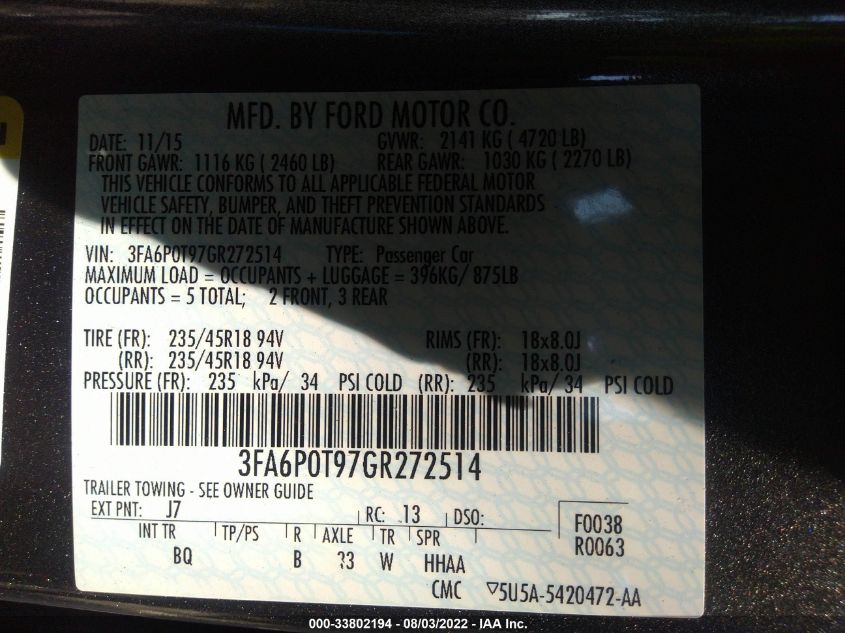 MFD. BY FORD MOTOR CO.
DATE: 11/15 GVWR: 2141 KG ( 4720 LB)
FRONT GAWR: 1116 KG ( 2460 LB) REAR GAWR: 1030 KG ( 2270 LB)
THIS VEHICLE CONFORMS TO ALL APPLICABLE FEDERAL MOTOR
VEHICLE SAFETY, BUMPER, AND THEFT PREVENTION STANDARDS
IN EFFECT ON THE DATE OF MANUFACTURE SHOWN ABOVE.
VIN: 3FA6P0T97GR272514 TYPE: Passenger Car
MAXIMUM LOAD = OCCUPANTS + LUGGAGE = 396KG/ 875LB
OCCUPANTS = 5 TOTAL; 2 FRONT, 3 REAR
TIRE (FR): 235/45R18 94V RIMS (FR): 18x8.0J
(RR): 235/45R18 94V (RR): 18x8.0J
PRESSURE (FR): 235 kPa/ 34 PSI COLD (RR): 235 kPa/ 34 PSI COLD
3FA6P0T97GR272514
TRAILER TOWING - SEE OWNER GUIDE
EXT PNT: J7 RC: 13 DSO: F0038
INT TR TP/PS R AXLE TR SPR R0063
BQ B 33 W HHAA
CMC ▽5U5A-5420472-AA
000-33802194 - 08/03/2022 - IAA Inc.